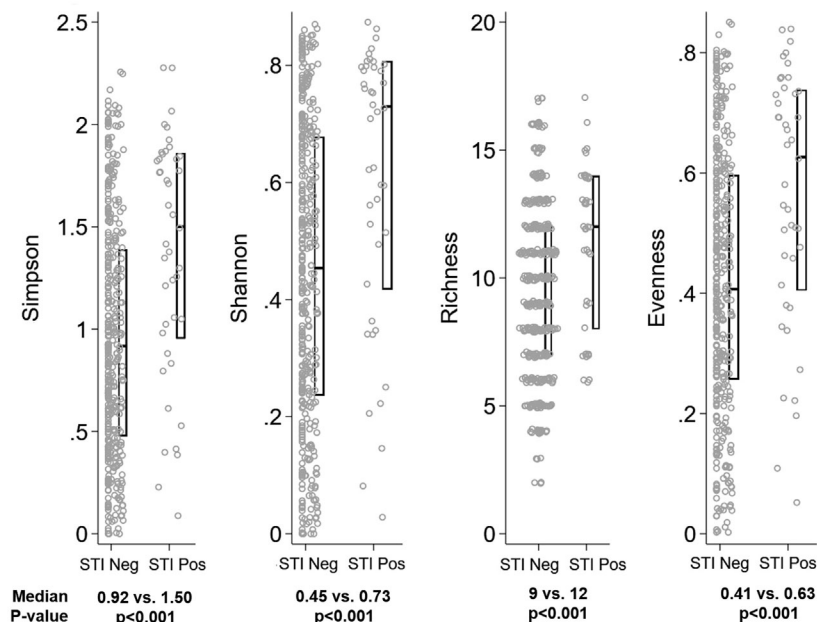 Simpson
2.5
2
1.5
1
.5
0
STI Neg STI Pos
Shannon
.8
.6
.4
.2
0
STI Neg STI Pos
Richness
20
15
10
5
0
STI Neg STI Pos
Evenness
.8
.6
.4
.2
0
STI Neg STI Pos
Median 0.92 vs. 1.50 0.45 vs. 0.73 9 vs. 12 0.41 vs. 0.63
P-value p<0.001 p<0.001 p<0.001 p<0.001